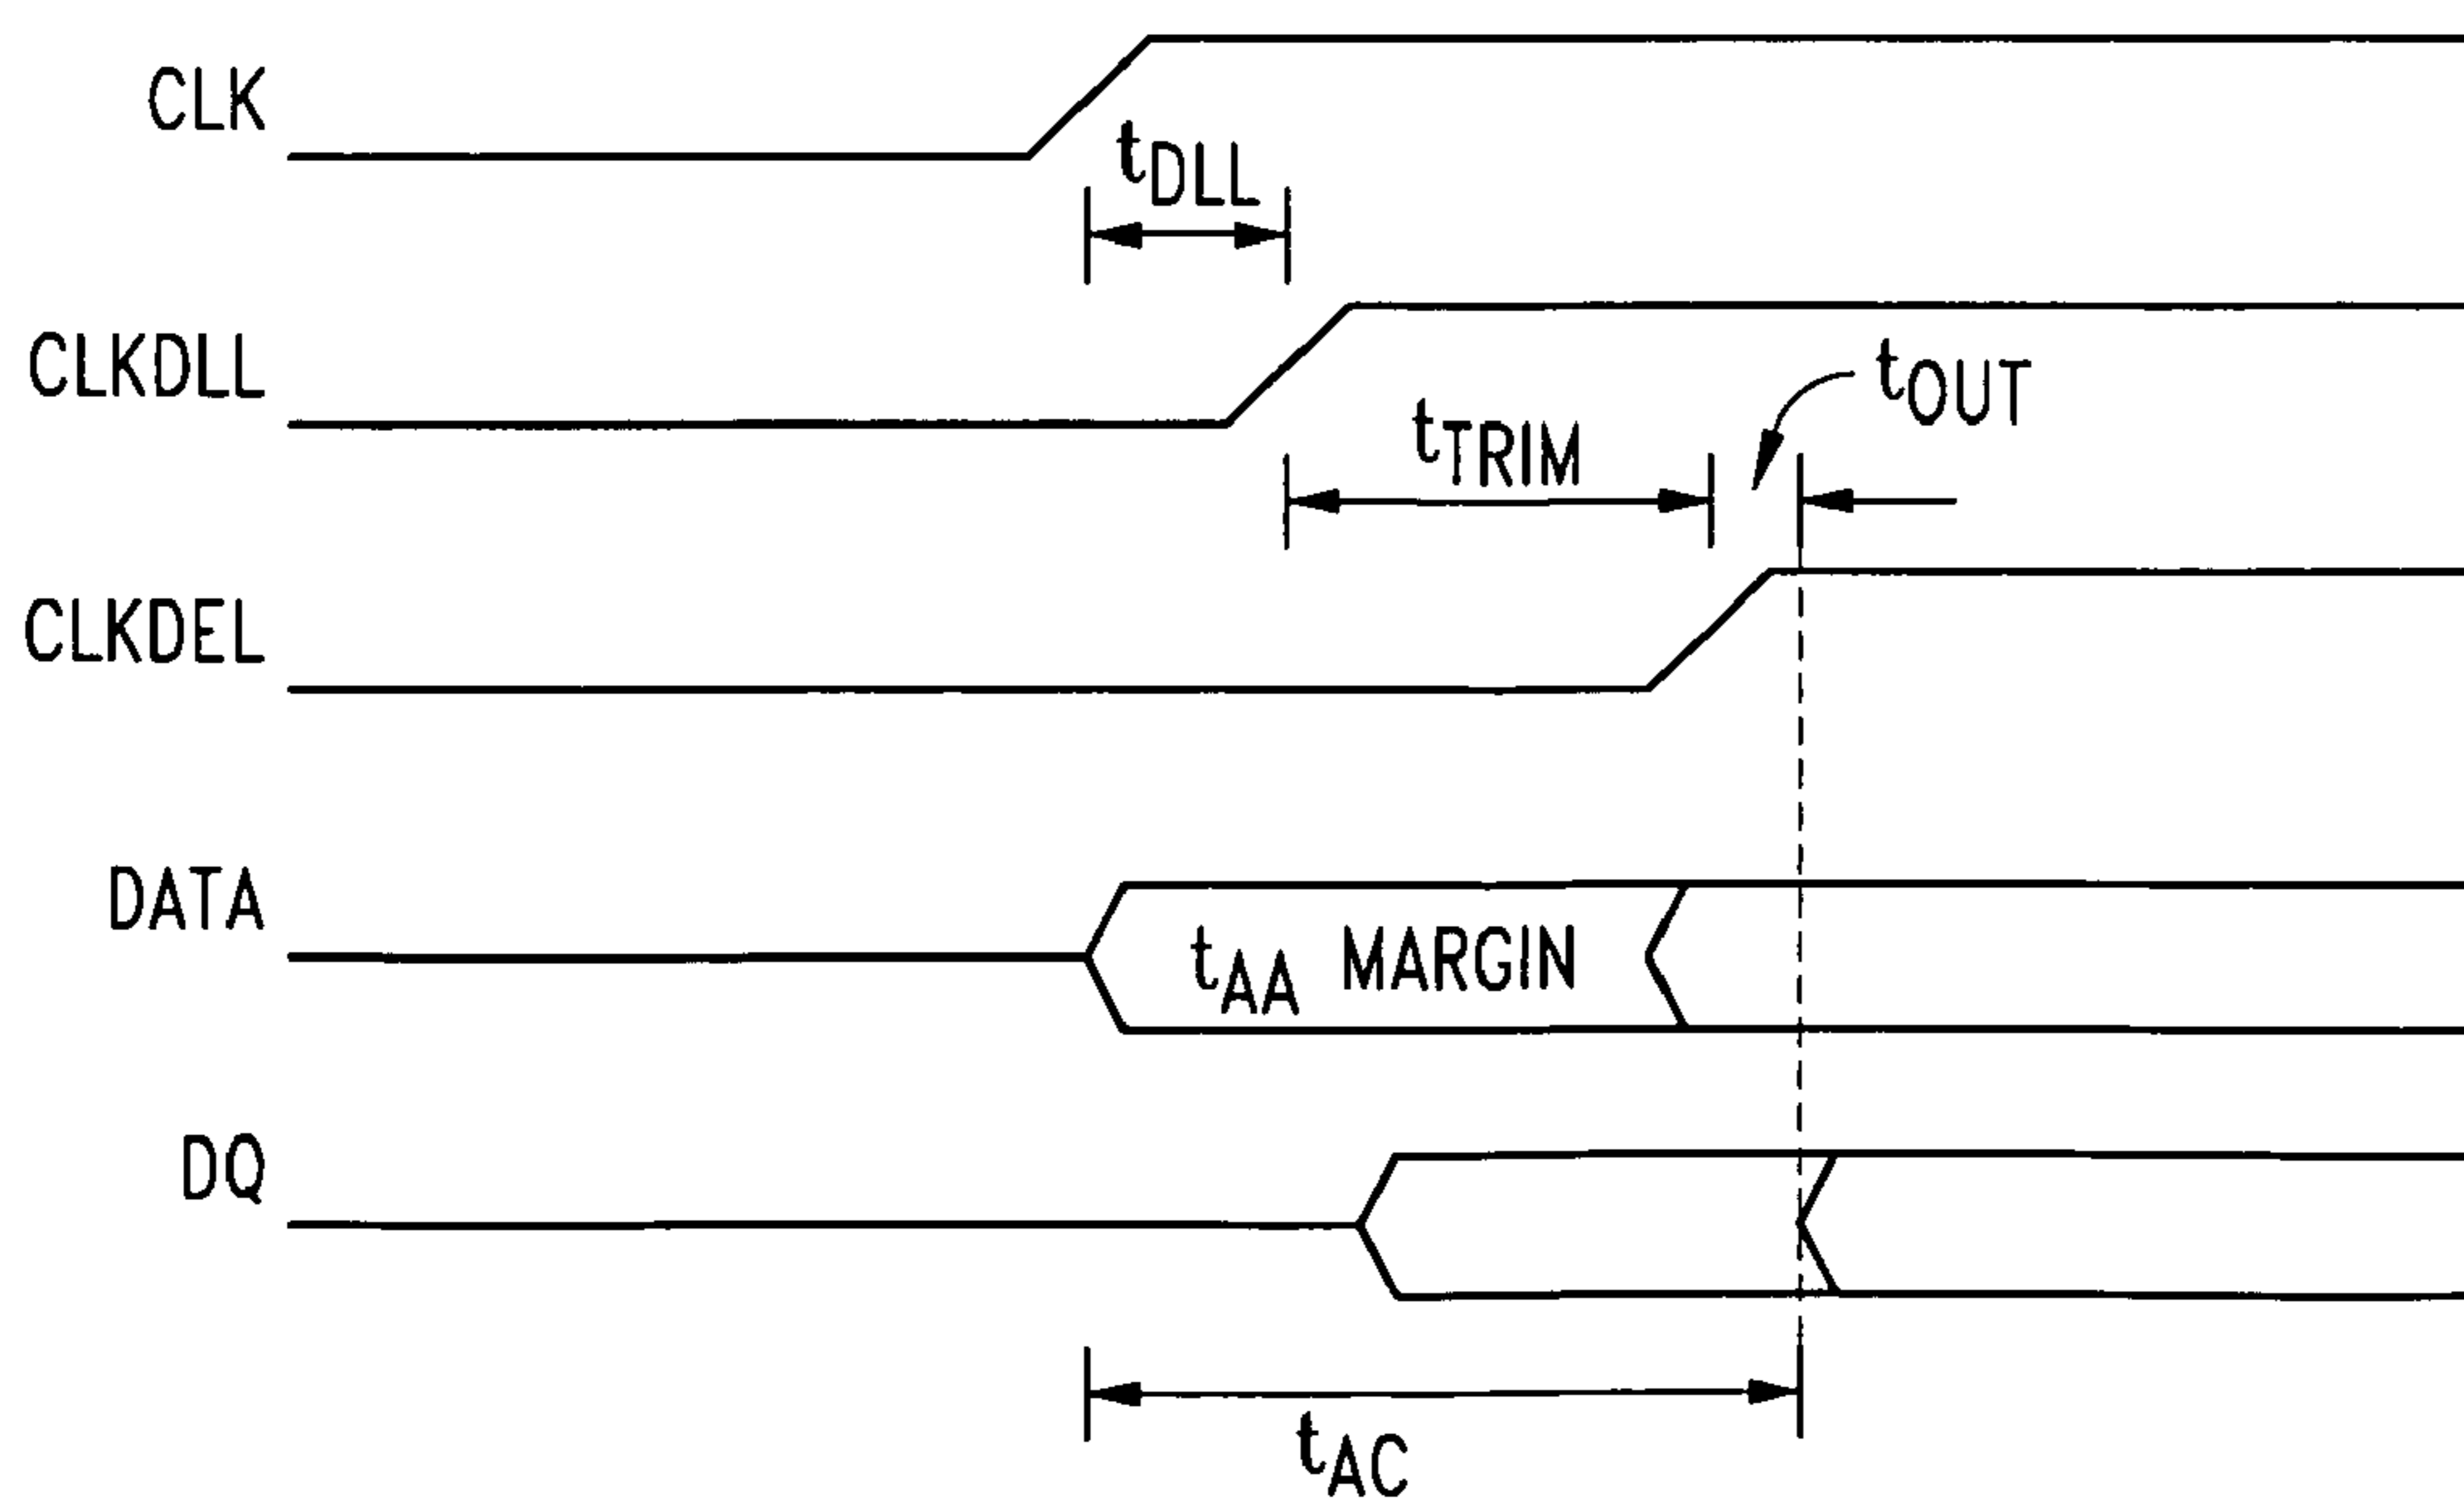 CLK
tDLL
CLKDLL
tOUT
tTRIM
CLKDEL
DATA
tAA MARGIN
DQ
tAC